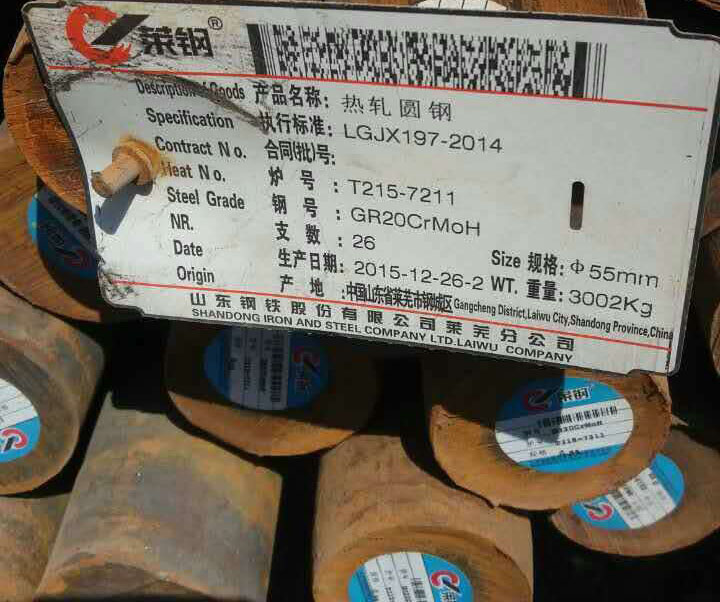 莱钢®
Description of Goods 产品名称: 热轧圆钢
Specification 执行标准: LGJX197-2014
Contract No. 合同(批)号:
Heat No. 炉 号: T215-7211
Steel Grade 钢 号: GR20CrMoH
NR. 支 数: 26
Date 生产日期: 2015-12-26-2
Size 规格: Φ55mm
WT. 重量: 3002Kg
Origin 产 地: 中国山东省莱芜市钢城区 Gangcheng District,Laiwu City,Shandong Province,China
山东钢铁股份有限公司莱芜分公司
SHANDONG IRON AND STEEL COMPANY LTD.LAIWU COMPANY
莱钢